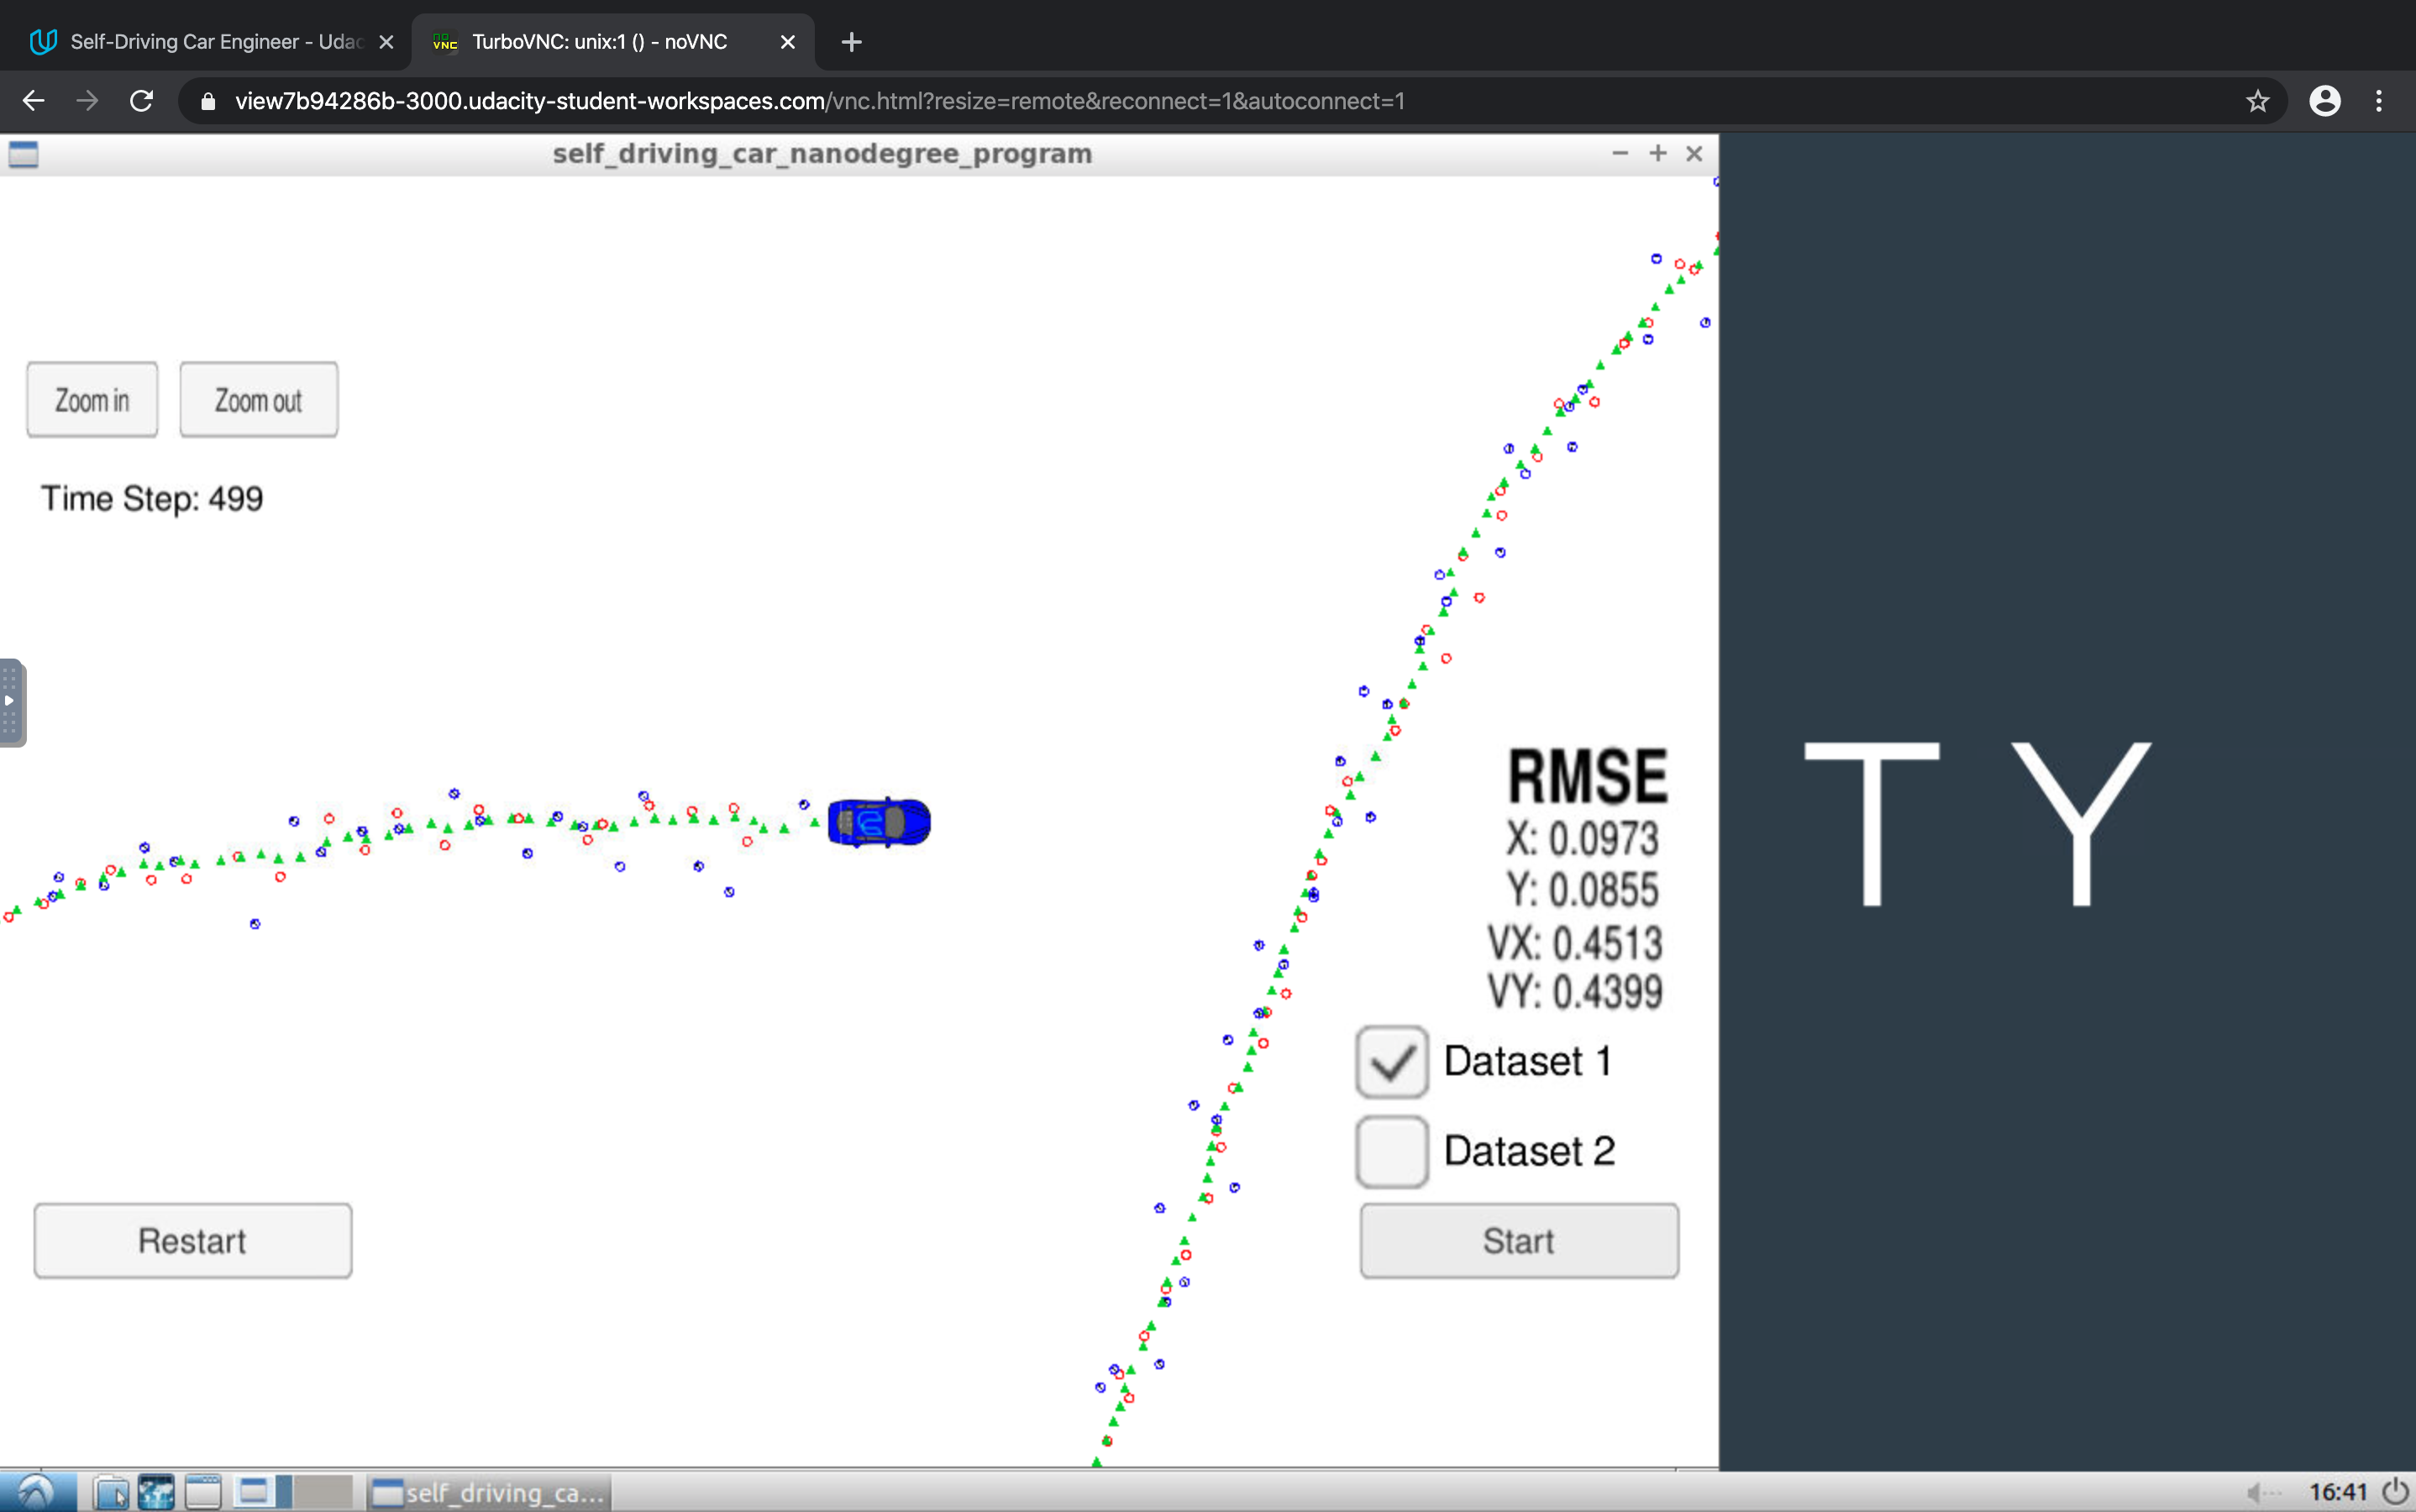 Self-Driving Car Engineer - Udac
TurboVNC: unix:1 () - noVNC
view7b94286b-3000.udacity-student-workspaces.com/vnc.html?resize=remote&reconnect=1&autoconnect=1
self_driving_car_nanodegree_program
Zoom in
Zoom out
Time Step: 499
RMSE
X: 0.0973
Y: 0.0855
VX: 0.4513
VY: 0.4399
T Y
Dataset 1
Dataset 2
Restart
Start
self_driving_ca...
16:41